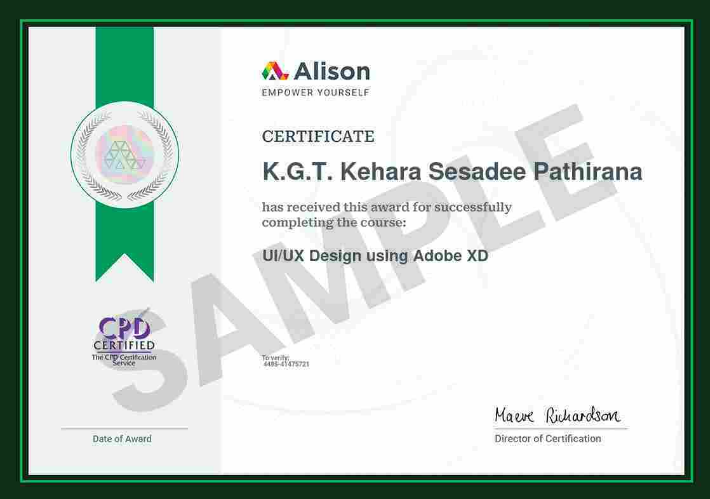 Alison
EMPOWER YOURSELF
CERTIFICATE
K.G.T. Kehara Sesadee Pathirana
has received this award for successfully
completing the course:
UI/UX Design using Adobe XD
SAMPLE
CPD
CERTIFIED
The CPD Certification
Service
To verify:
4495-41475721
Maeve Richardson
Date of Award
Director of Certification